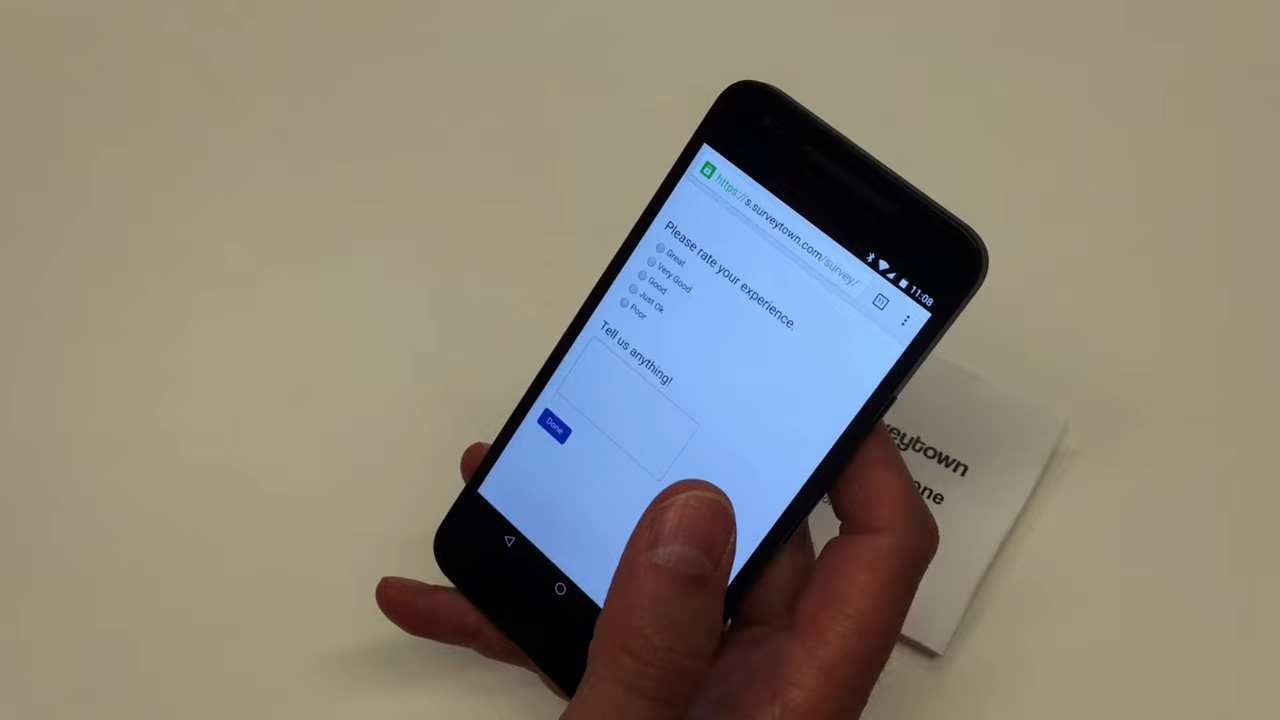 11:08
https://s.surveytown.com/survey/
Please rate your experience.
Great
Very Good
Good
Just Ok
Poor
Tell us anything!
Done
veytown
one